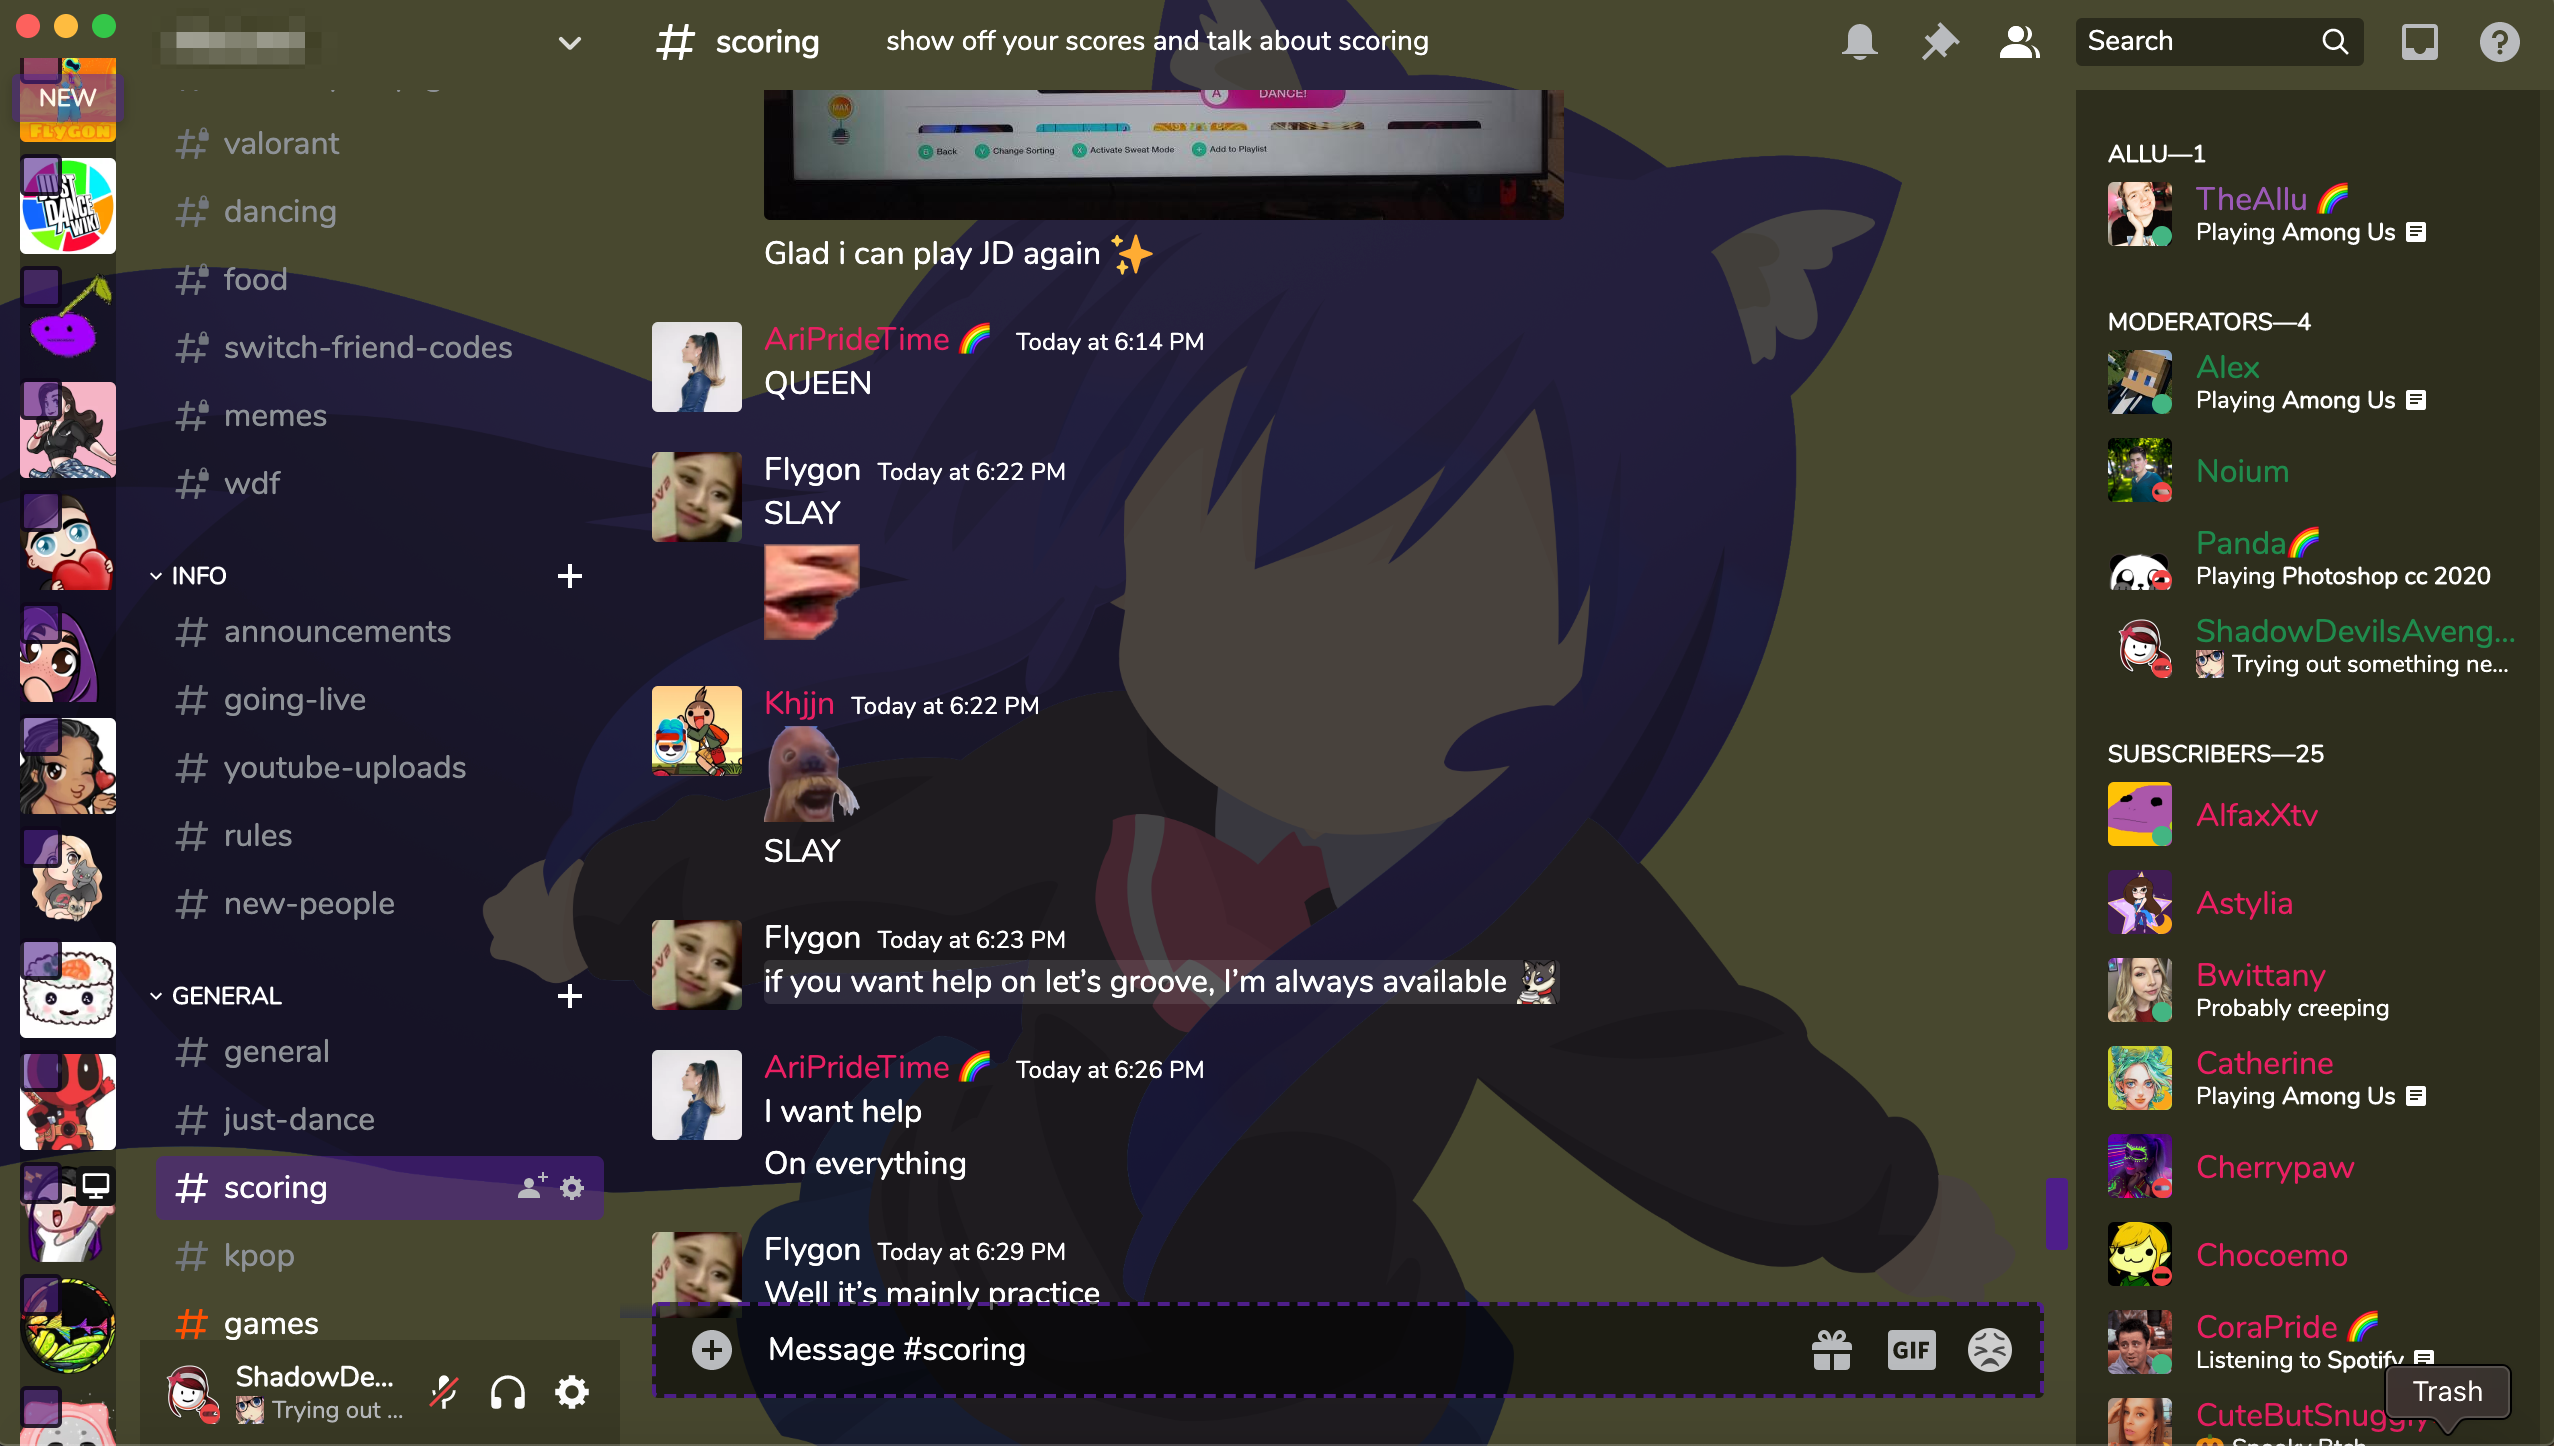 NEW
FLYGON
JUST
DANCE
WIKI
valorant
dancing
food
switch-friend-codes
memes
wdf
INFO
announcements
going-live
youtube-uploads
rules
new-people
GENERAL
general
just-dance
scoring
kpop
games
ShadowDe...
Trying out ...
# scoring
show off your scores and talk about scoring
Search
MAX
A DANCE!
B Back
Y Change Sorting
X Activate Sweat Mode
+ Add to Playlist
Glad i can play JD again ✨
AriPrideTime 🌈 Today at 6:14 PM
QUEEN
Flygon Today at 6:22 PM
SLAY
Khjjn Today at 6:22 PM
SLAY
Flygon Today at 6:23 PM
if you want help on let's groove, I'm always available
AriPrideTime 🌈 Today at 6:26 PM
I want help
On everything
Flygon Today at 6:29 PM
Well it's mainly practice
Message #scoring
GIF
ALLU—1
TheAllu 🌈
Playing Among Us
MODERATORS—4
Alex
Playing Among Us
Noium
Panda🌈
Playing Photoshop cc 2020
ShadowDevilsAveng...
Trying out something ne...
SUBSCRIBERS—25
AlfaxXtv
Astylia
Bwittany
Probably creeping
Catherine
Playing Among Us
Cherrypaw
Chocoemo
CoraPride 🌈
Listening to Spotify
CuteButSnuggly
Trash